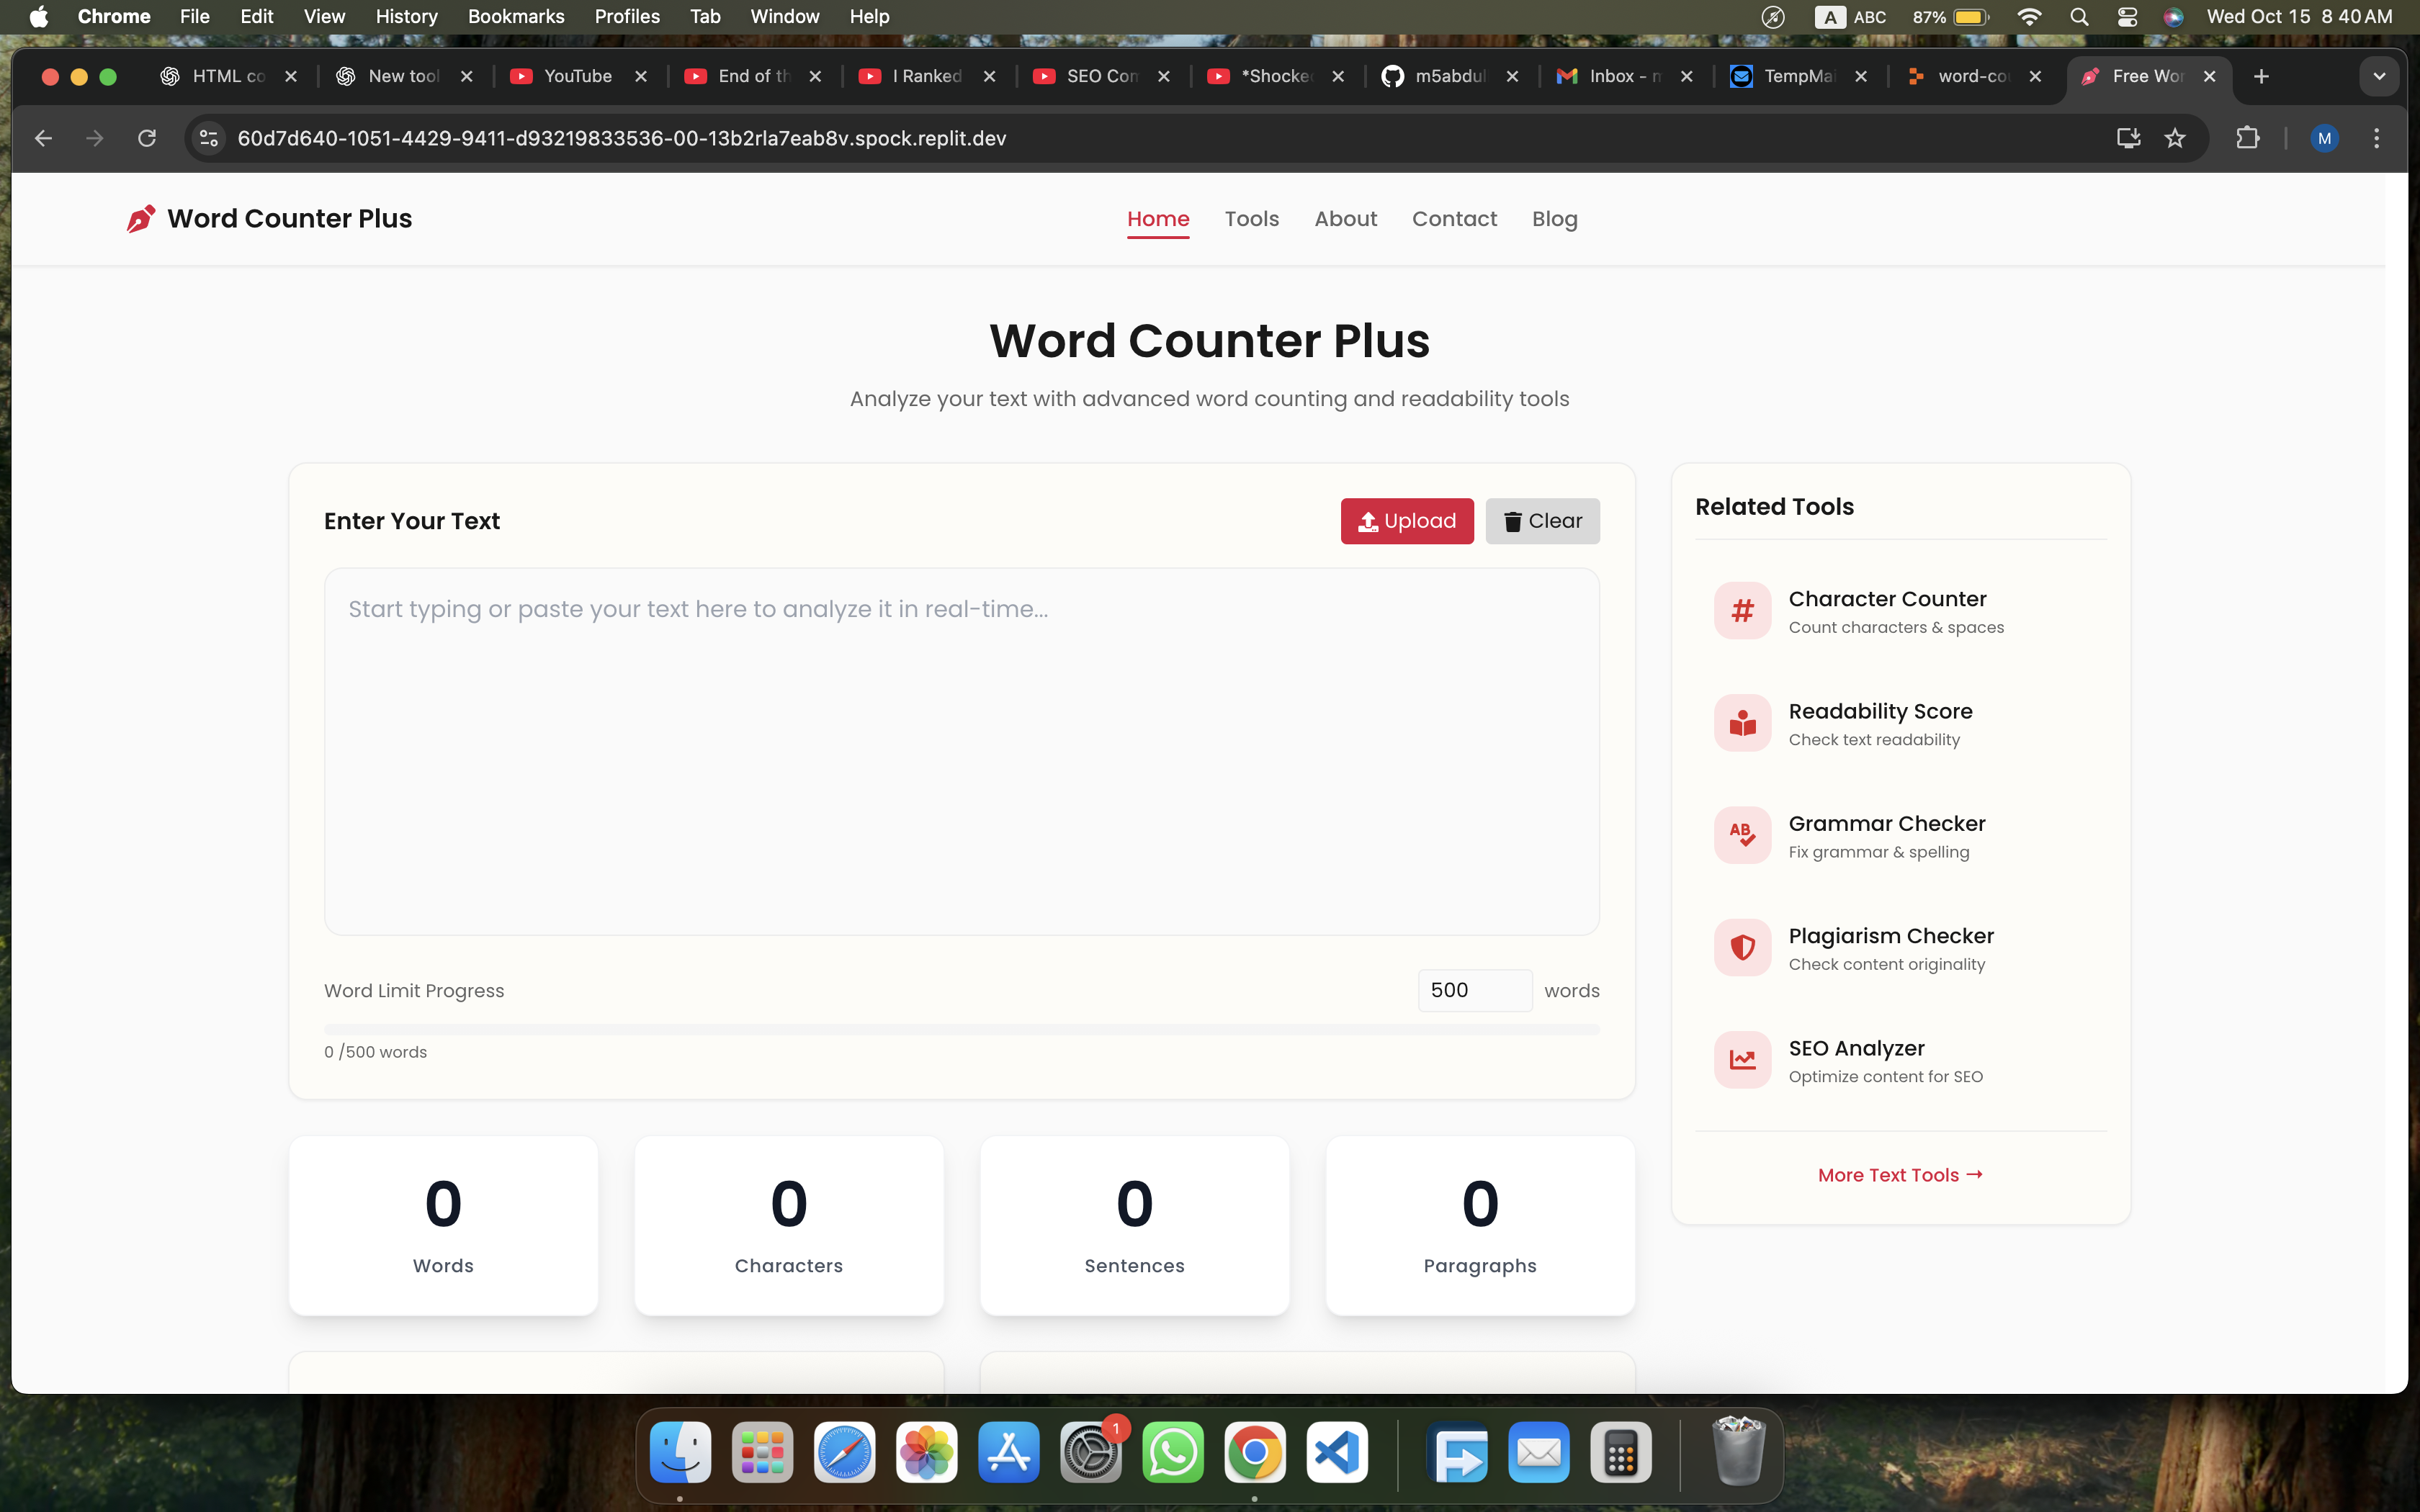 Chrome File Edit View History Bookmarks Profiles Tab Window Help A ABC 87% Wed Oct 15 8 40 AM
HTML co New tool YouTube End of th I Ranked SEO Com *Shocke m5abdul Inbox - m TempMai word-cou Free Wor
60d7d640-1051-4429-9411-d93219833536-00-13b2rla7eab8v.spock.replit.dev M
Word Counter Plus Home Tools About Contact Blog
Word Counter Plus
Analyze your text with advanced word counting and readability tools
Enter Your Text Upload Clear
Start typing or paste your text here to analyze it in real-time...
Word Limit Progress 500 words
0 /500 words
0 0 0 0
Words Characters Sentences Paragraphs
Related Tools
Character Counter
Count characters & spaces
Readability Score
Check text readability
AB
Grammar Checker
Fix grammar & spelling
Plagiarism Checker
Check content originality
SEO Analyzer
Optimize content for SEO
More Text Tools →
1